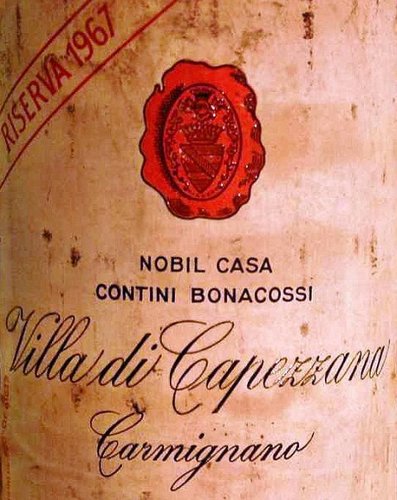 RISERVA 1967
NOBIL CASA
CONTINI BONACOSSI
Villa di Capezzana
Carmignano